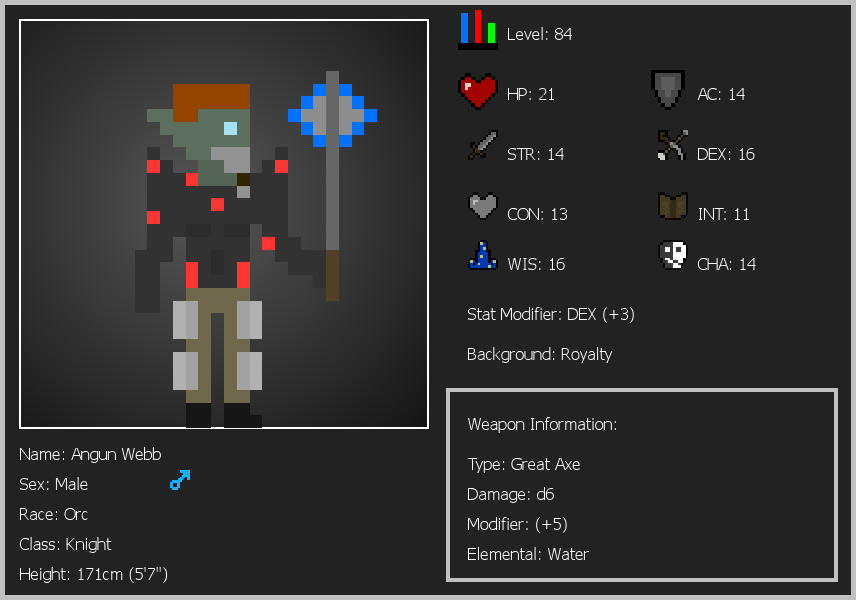 Level: 84
HP: 21
AC: 14
STR: 14
DEX: 16
CON: 13
INT: 11
WIS: 16
CHA: 14
Stat Modifier: DEX (+3)
Background: Royalty
Weapon Information:
Type: Great Axe
Damage: d6
Modifier: (+5)
Elemental: Water
Name: Angun Webb
Sex: Male
Race: Orc
Class: Knight
Height: 171cm (5'7")